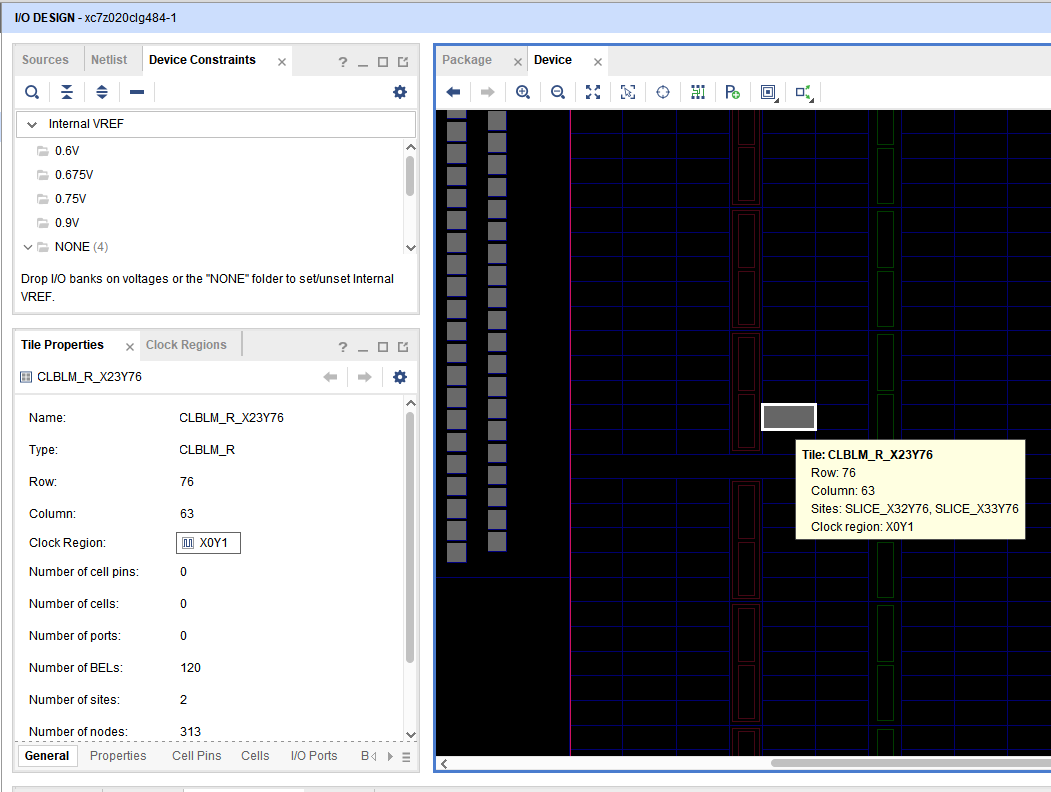 I/O DESIGN - xc7z020clg484-1
Sources Netlist Device Constraints × ?
Internal VREF
0.6V
0.675V
0.75V
0.9V
NONE (4)
Drop I/O banks on voltages or the "NONE" folder to set/unset Internal
VREF.
Tile Properties × Clock Regions ?
CLBLM_R_X23Y76
Name: CLBLM_R_X23Y76
Type: CLBLM_R
Row: 76
Column: 63
Clock Region: X0Y1
Number of cell pins: 0
Number of cells: 0
Number of ports: 0
Number of BELs: 120
Number of sites: 2
Number of nodes: 313
General Properties Cell Pins Cells I/O Ports B
Package × Device ×
Tile: CLBLM_R_X23Y76
Row: 76
Column: 63
Sites: SLICE_X32Y76, SLICE_X33Y76
Clock region: X0Y1